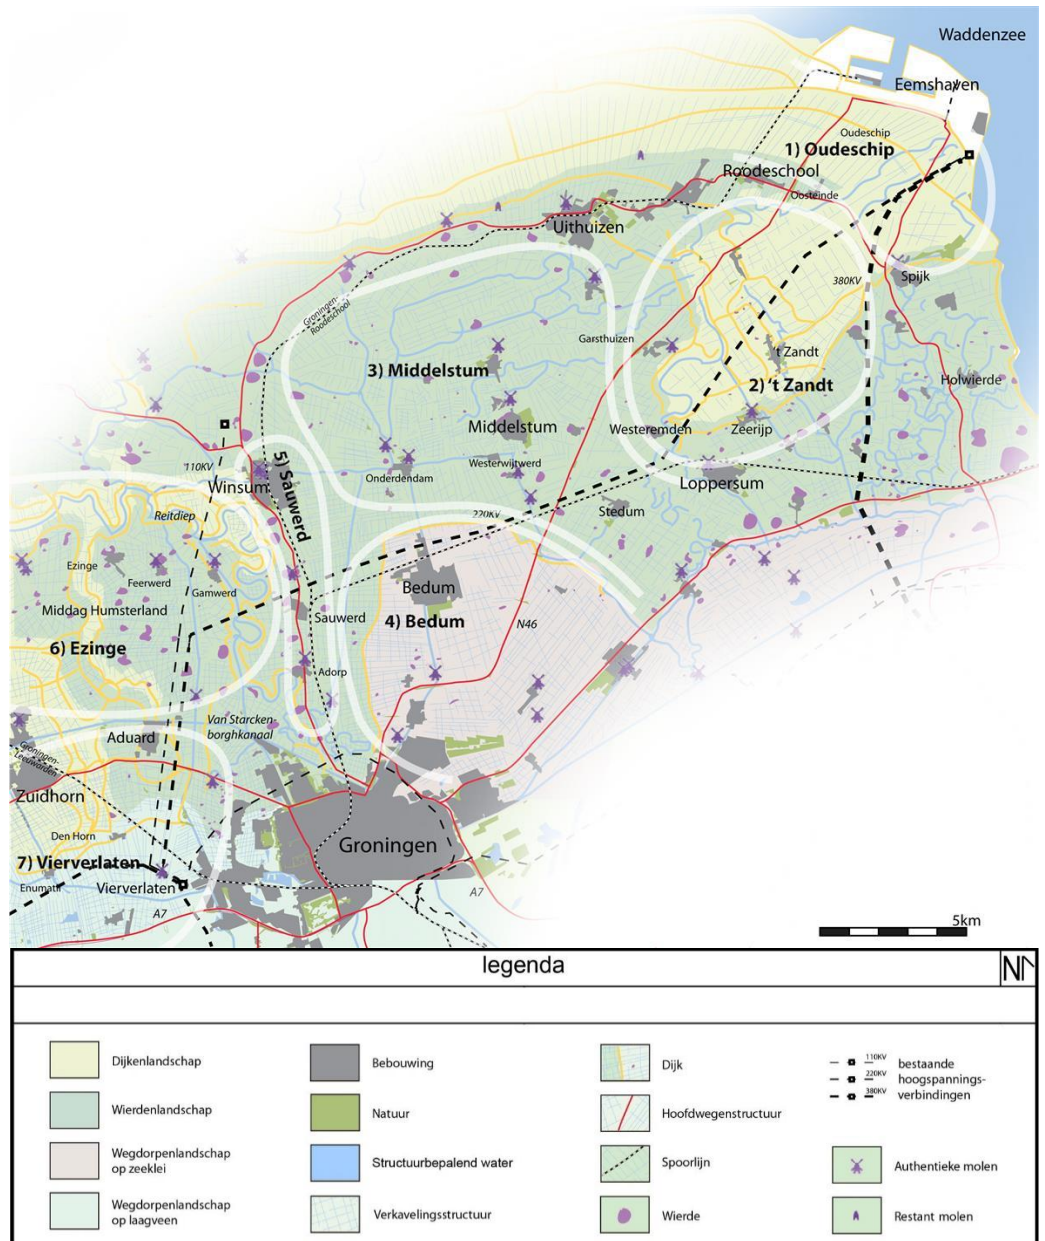 Waddenzee
Eemshaven
Oudeschip
1) Oudeschip
Roodeschool
Oosteinde
Uithuizen
380KV
Spijk
Groningen-
Roodeschool
Garsthuizen
't Zandt
3) Middelstum
2) 't Zandt
Holwierde
Middelstum
Westeremden
Zeerijp
5) Sauwerd
110KV
Westerwijtwerd
Onderdendam
Winsum
Loppersum
Reitdiep
220KV
Stedum
Ezinge
Feerwerd
Gamwerd
Bedum
Middag Humsterland
Sauwerd
4) Bedum
N46
6) Ezinge
Adorp
Van Starcken-
borghkanaal
Aduard
Groningen-
Leeuwarden
Zuidhorn
Den Horn
Groningen
7) Vierverlaten
Enumatil
Vierverlaten
A7
A7
5km
legenda
N
Dijkenlandschap
Wierdenlandschap
Wegdorpenlandschap
op zeeklei
Wegdorpenlandschap
op laagveen
Bebouwing
Natuur
Structuurbepalend water
Verkavelingsstructuur
Dijk
Hoofdwegenstructuur
Spoorlijn
Wierde
110KV bestaande
220KV hoogspannings-
380KV verbindingen
Authentieke molen
Restant molen